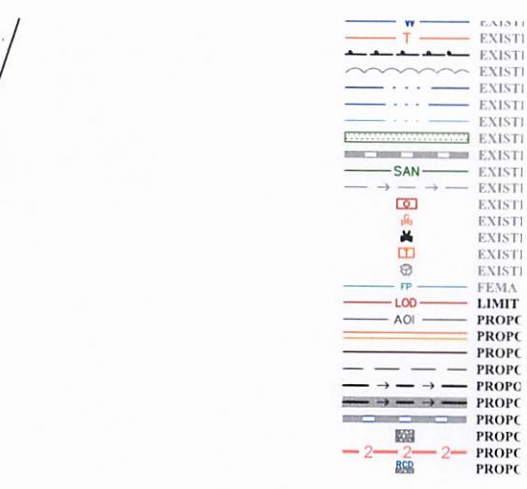 W EXISTI
T EXISTI
EXISTI
EXISTI
EXISTI
EXISTI
EXISTI
EXISTI
EXISTI
SAN EXISTI
EXISTI
EXISTI
EXISTI
EXISTI
T EXISTI
EXISTI
FP FEMA
LOD LIMIT
AOI PROPC
PROPC
PROPC
PROPC
PROPC
PROPC
PROPC
PROPC
2 2 2 PROPC
RCD PROPC